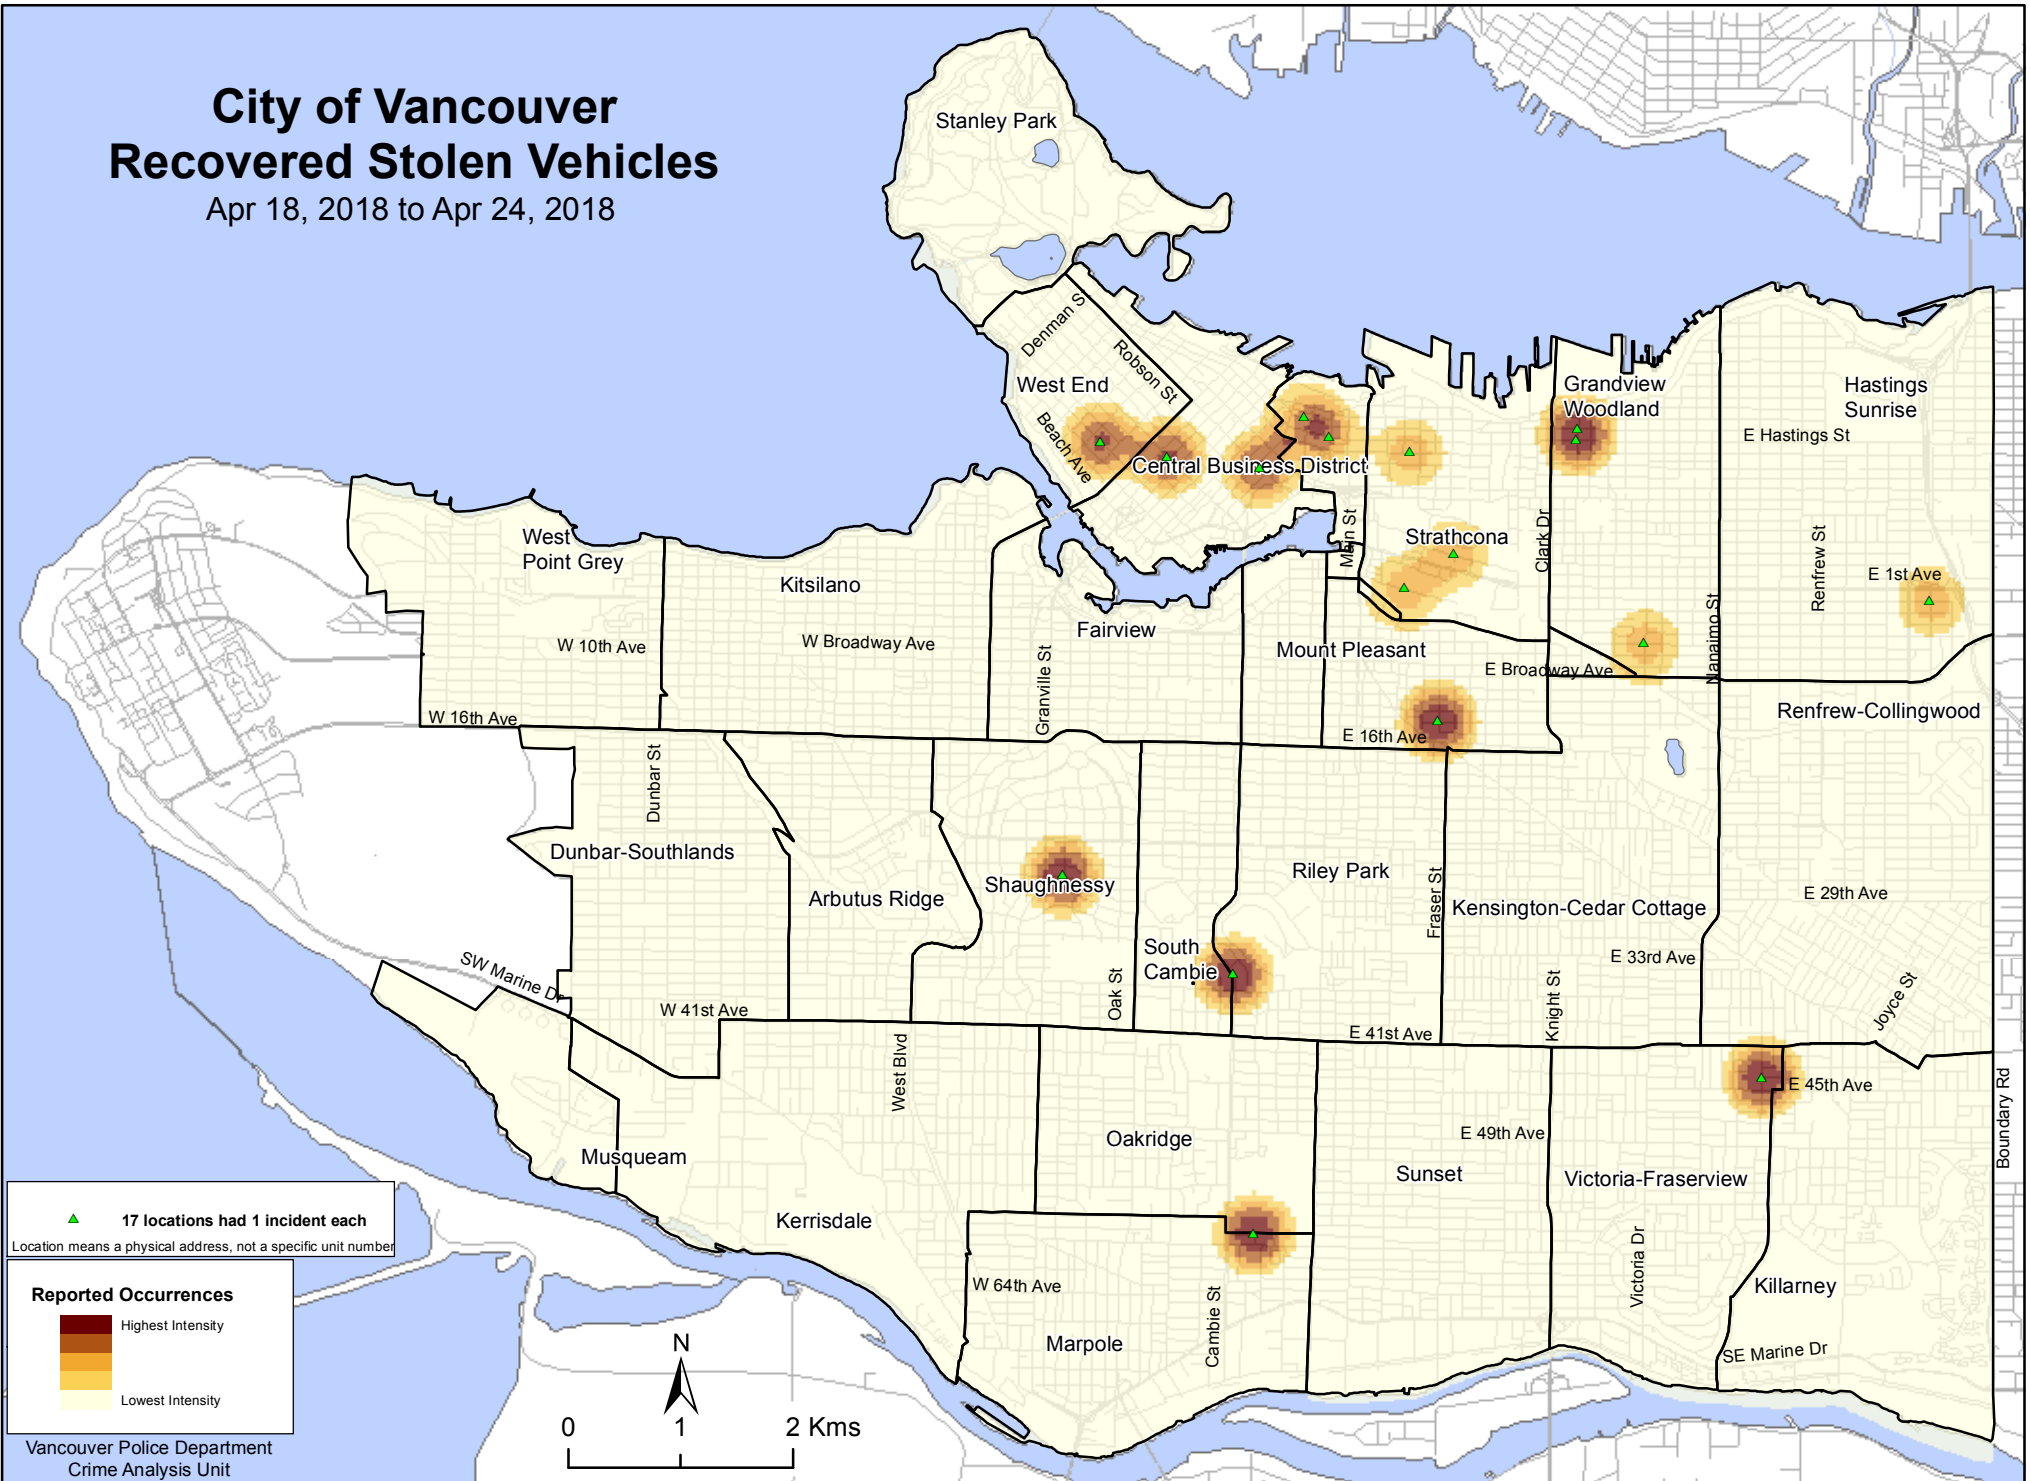 City of Vancouver
Recovered Stolen Vehicles
Apr 18, 2018 to Apr 24, 2018
Stanley Park
Denman S
Robson St
West End
Beach Ave
Central Business District
Grandview
Woodland
Hastings
Sunrise
E Hastings St
Main St
Strathcona
Clark Dr
Renfrew St
E 1st Ave
Nanaimo St
West
Point Grey
Kitsilano
W 10th Ave
W Broadway Ave
Fairview
Granville St
Mount Pleasant
E Broadway Ave
W 16th Ave
E 16th Ave
Renfrew-Collingwood
Dunbar St
Dunbar-Southlands
Arbutus Ridge
Shaughnessy
Riley Park
Fraser St
Kensington-Cedar Cottage
E 29th Ave
South
Cambie
E 33rd Ave
SW Marine Dr
W 41st Ave
Oak St
E 41st Ave
Knight St
Joyce St
West Blvd
E 45th Ave
Boundary Rd
Oakridge
E 49th Ave
Musqueam
Sunset
Victoria-Fraserview
Kerrisdale
Victoria Dr
W 64th Ave
Cambie St
Killarney
Marpole
SE Marine Dr
17 locations had 1 incident each
Location means a physical address, not a specific unit number
Reported Occurrences
Highest Intensity
Lowest Intensity
Vancouver Police Department
Crime Analysis Unit
N
0 1 2 Kms